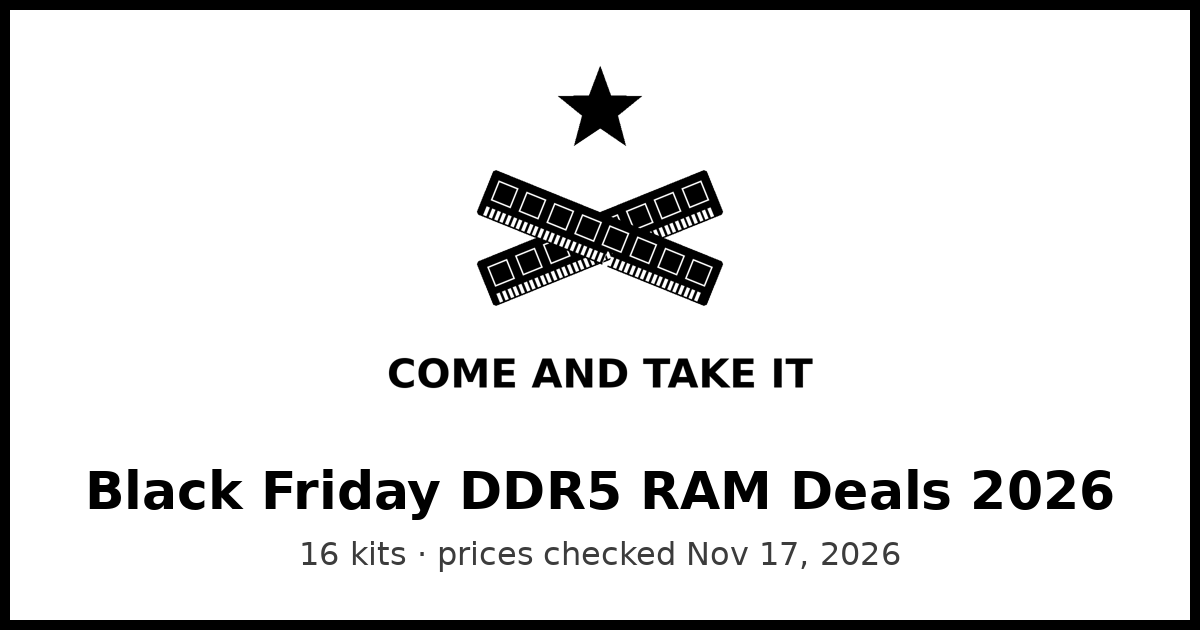 COME AND TAKE IT
Black Friday DDR5 RAM Deals 2026
16 kits · prices checked Nov 17, 2026